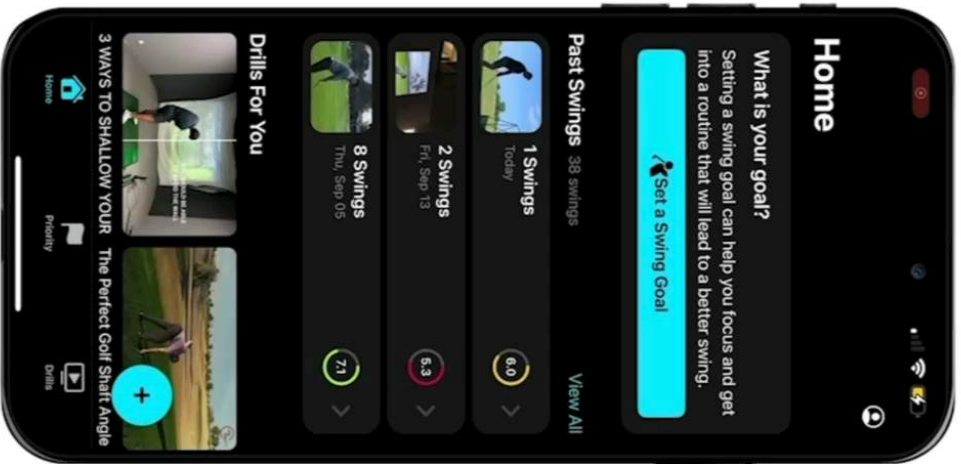 Home
What is your goal?
Setting a swing goal can help you focus and get
into a routine that will lead to a better swing.
Set a Swing Goal
Past Swings 38 swings View All
1 Swings
Today
6.0
2 Swings
Fri, Sep 13
5.3
8 Swings
Thu, Sep 05
7.1
Drills For You
3 WAYS TO SHALLOW YOUR
The Perfect Golf Shaft Angle
+
Home
Priority
Drills